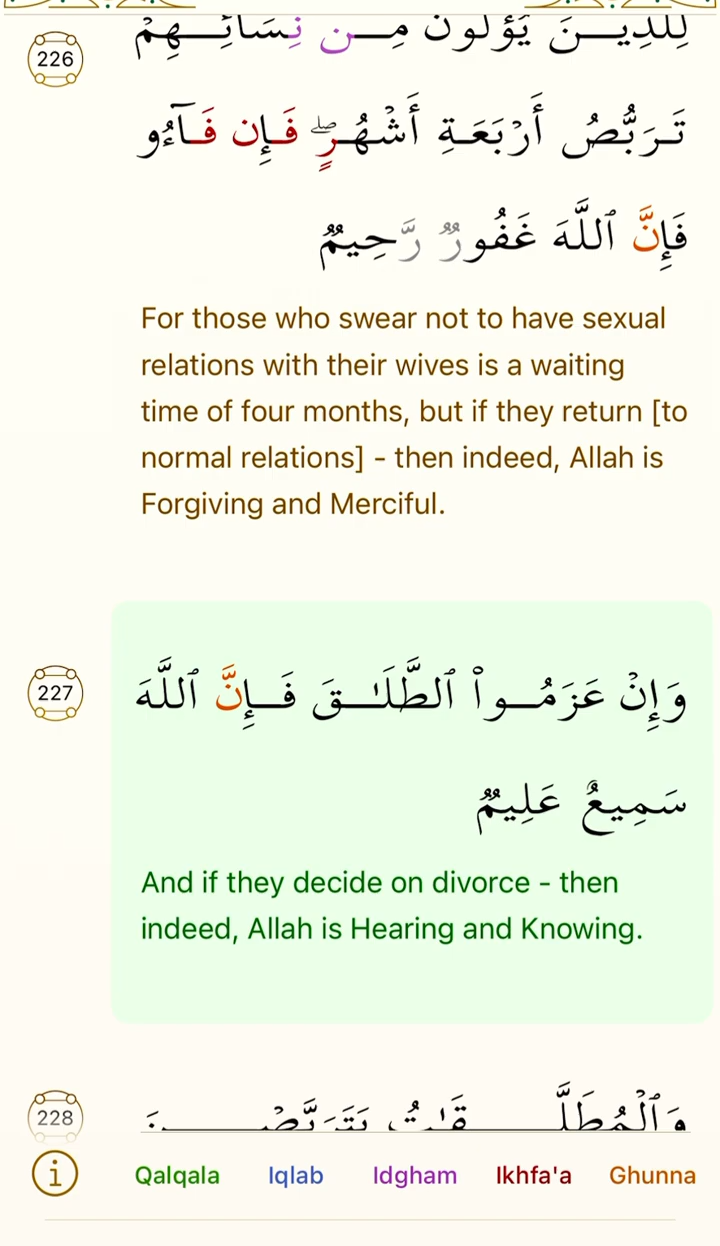 226
لِّلَّذِينَ يُؤْلُونَ مِن نِّسَآئِهِمْ
تَرَبُّصُ أَرْبَعَةِ أَشْهُرٍۖ فَإِن فَآءُو
فَإِنَّ ٱللَّهَ غَفُورٌ رَّحِيمٌ
For those who swear not to have sexual
relations with their wives is a waiting
time of four months, but if they return [to
normal relations] - then indeed, Allah is
Forgiving and Merciful.
227
وَإِنْ عَزَمُوا۟ ٱلطَّلَـٰقَ فَإِنَّ ٱللَّهَ
سَمِيعٌ عَلِيمٌ
And if they decide on divorce - then
indeed, Allah is Hearing and Knowing.
228
وَٱلْمُطَلَّقَـٰتُ
Qalqala Iqlab Idgham Ikhfa'a Ghunna